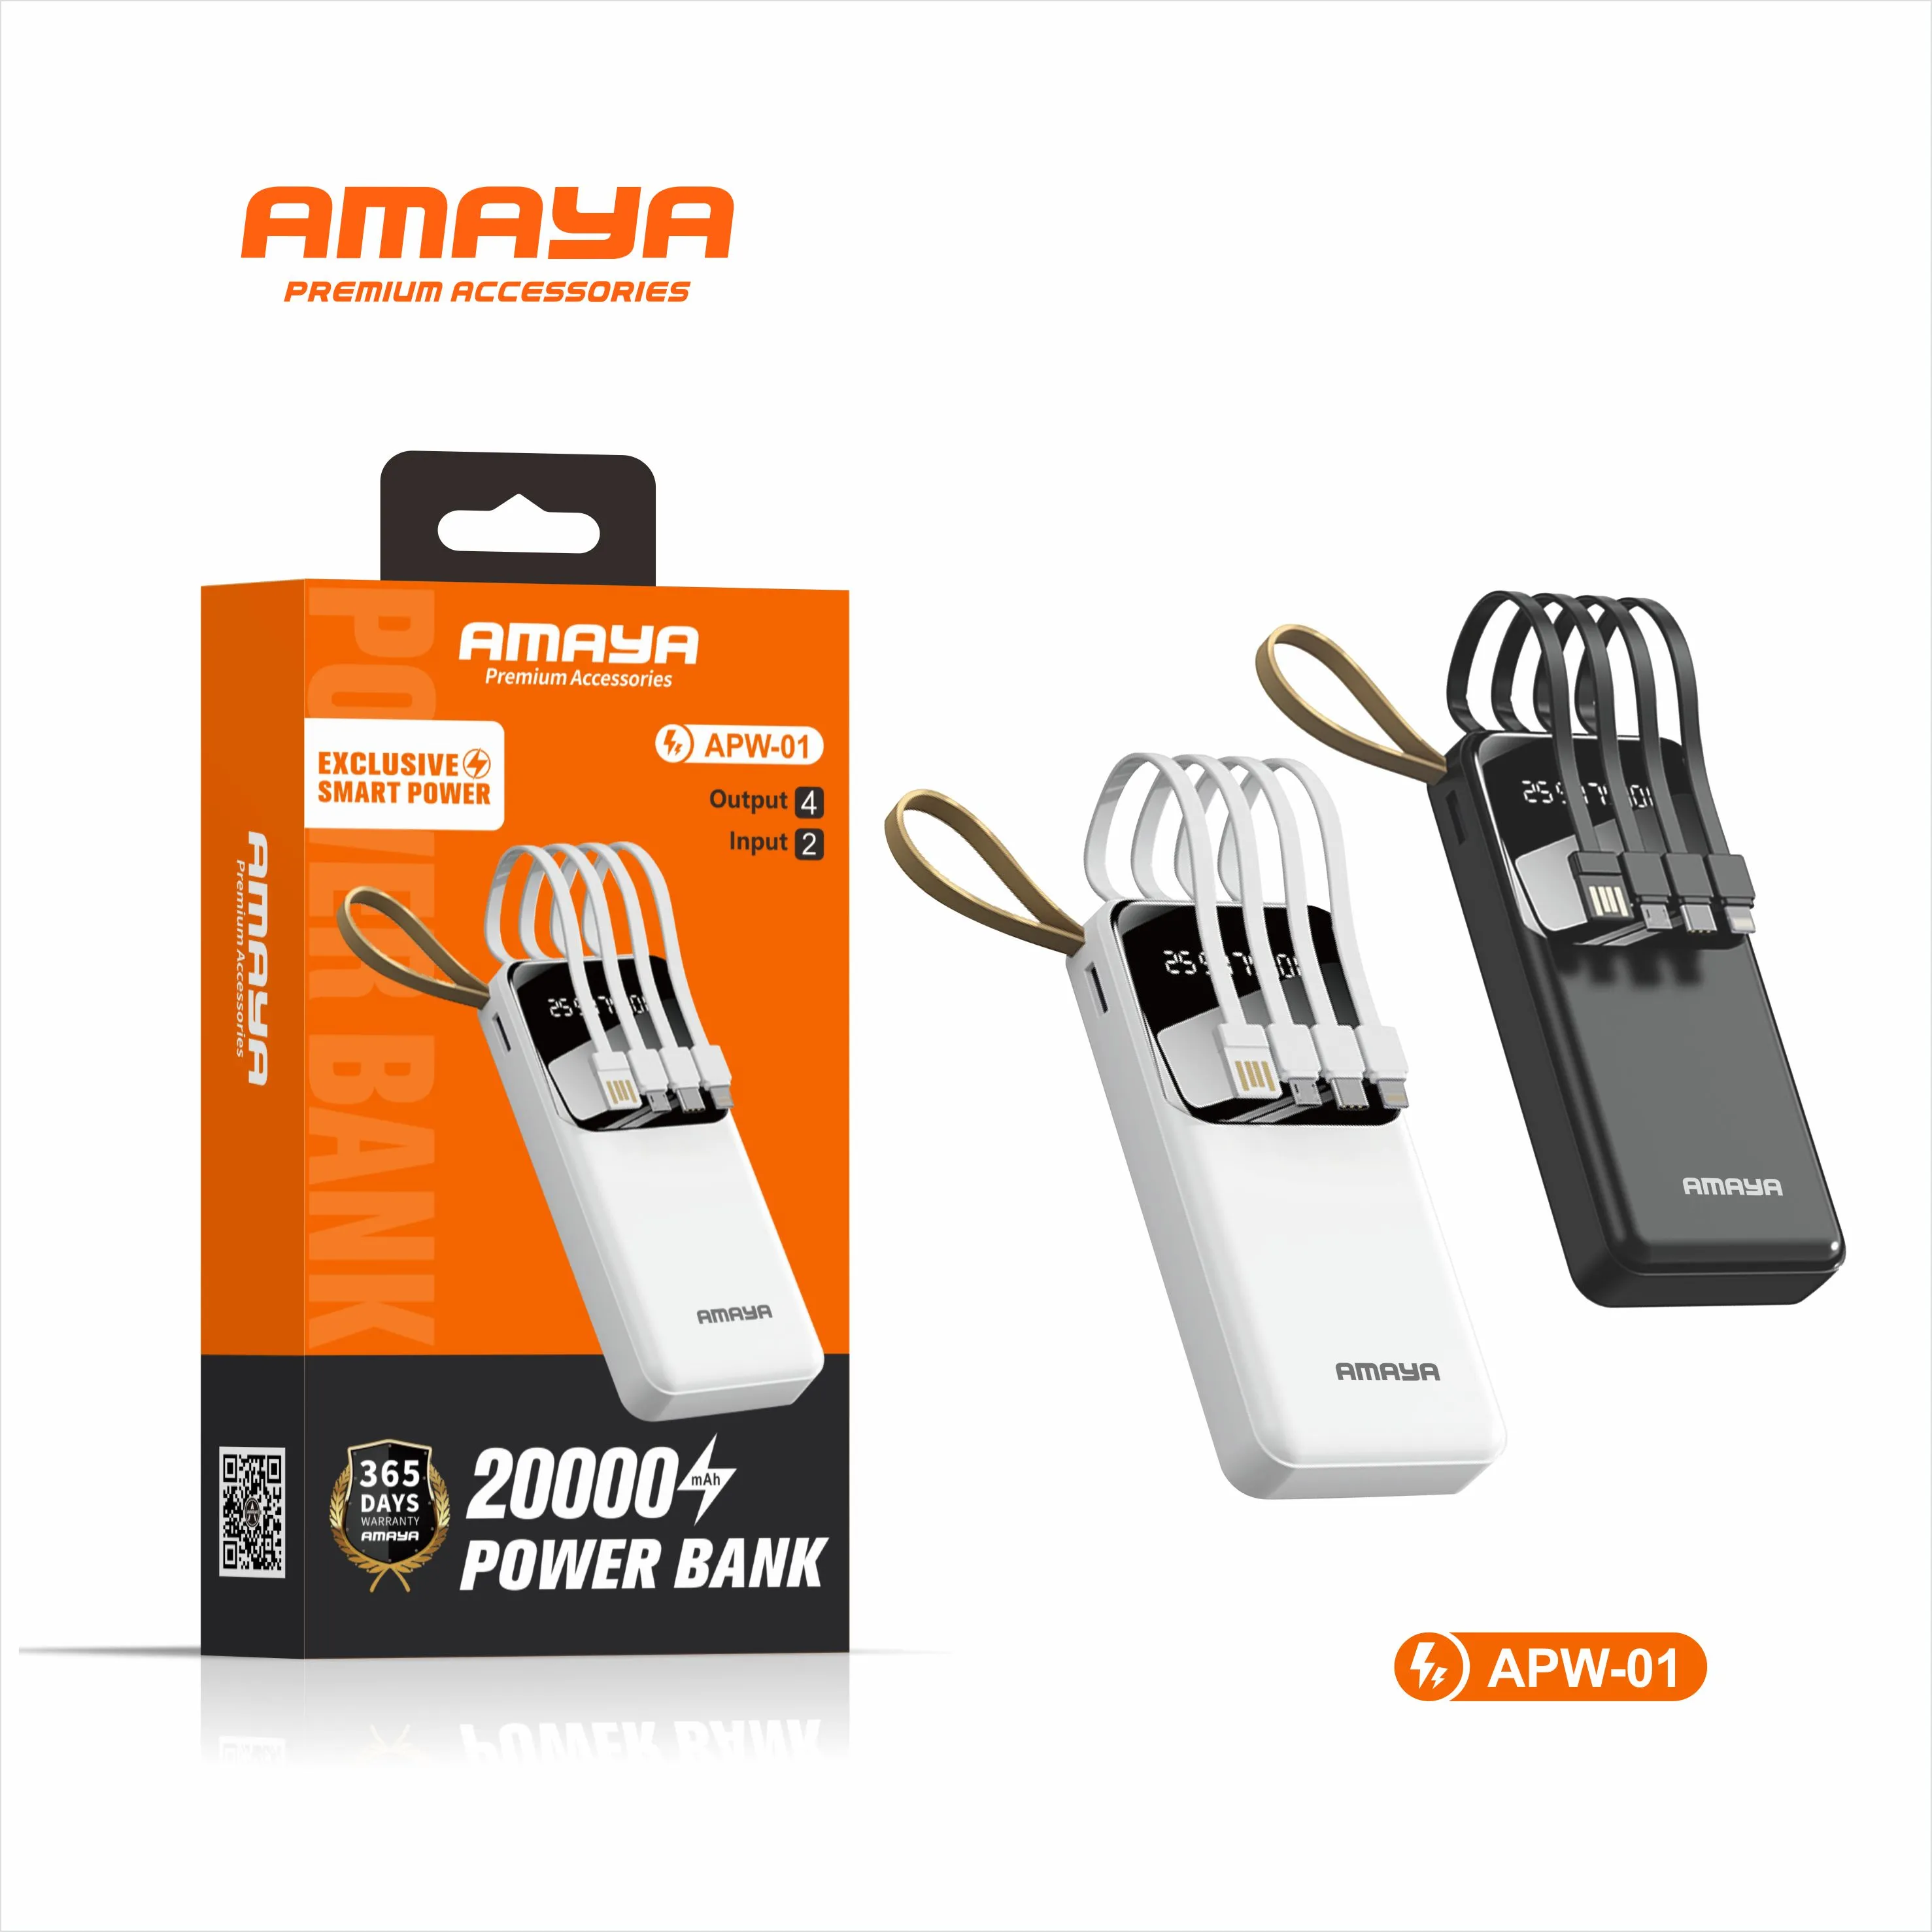 AMAYA
PREMIUM ACCESSORIES
POWER BANK
AMAYA
Premium Accessories
EXCLUSIVE
SMART POWER
APW-01
Output 4
Input 2
AMAYA
Premium Accessories
AMAYA
365
DAYS
WARRANTY
AMAYA
20000 mAh
POWER BANK
AMAYA
AMAYA
APW-01